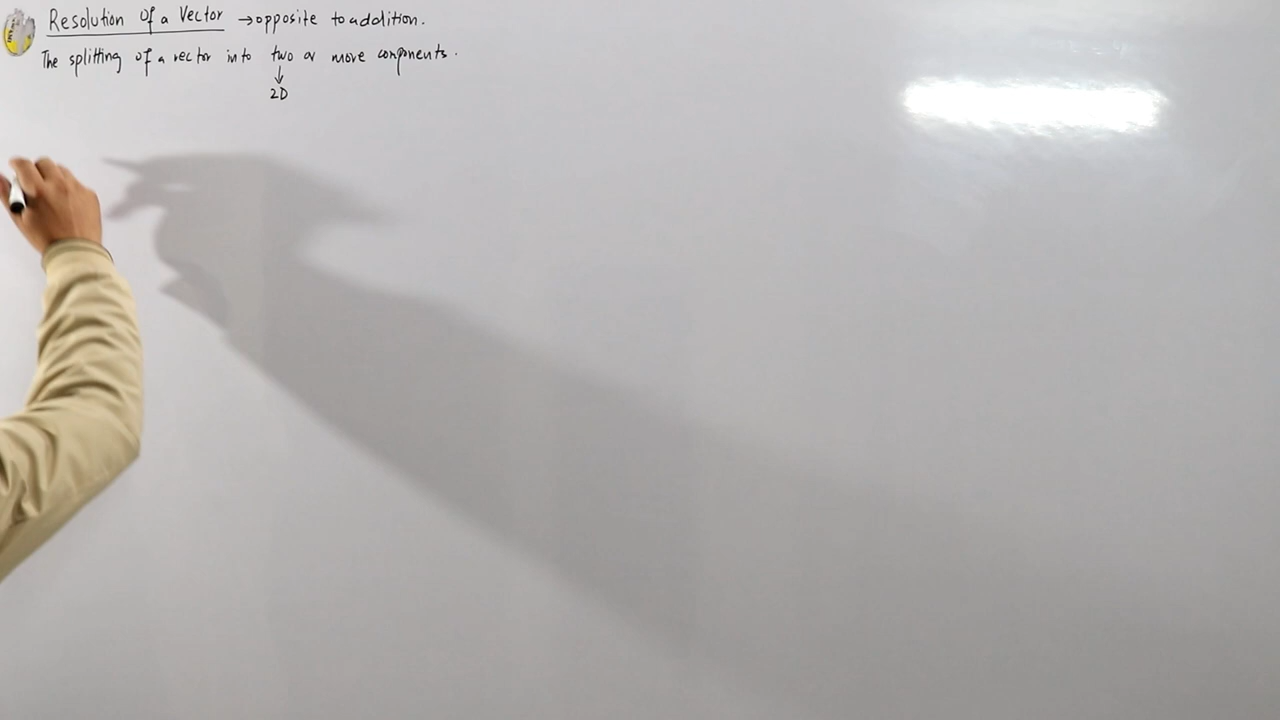 Resolution of a Vector → opposite to addition.
The splitting of a vector into two or more components.
↓
2D